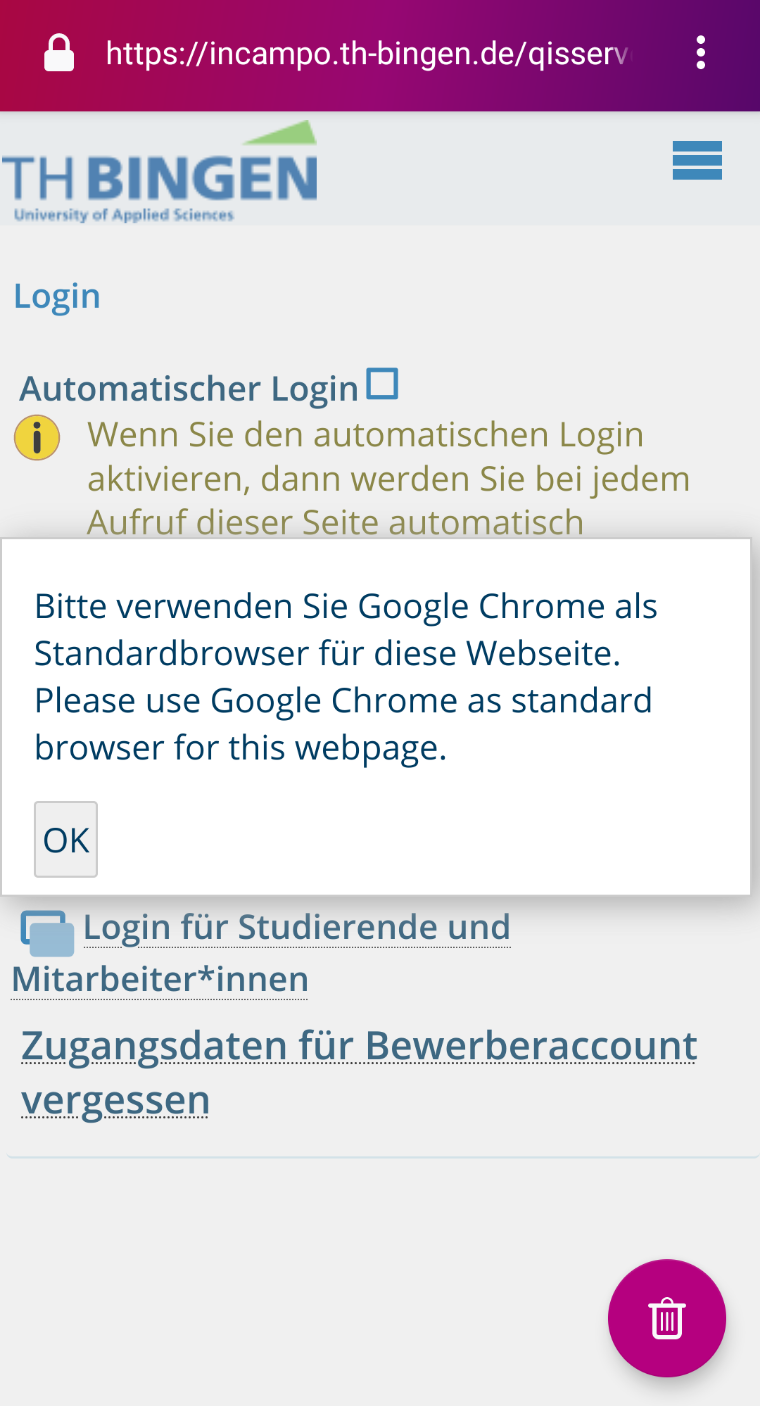 https://incampo.th-bingen.de/qisserv
TH BINGEN
University of Applied Sciences
Login
Automatischer Login
Wenn Sie den automatischen Login
aktivieren, dann werden Sie bei jedem
Aufruf dieser Seite automatisch
Bitte verwenden Sie Google Chrome als
Standardbrowser für diese Webseite.
Please use Google Chrome as standard
browser for this webpage.
OK
Login für Studierende und
Mitarbeiter*innen
Zugangsdaten für Bewerberaccount
vergessen